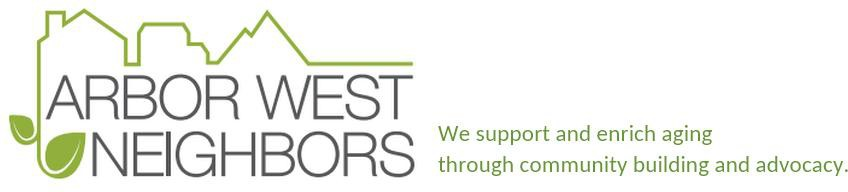 ARBOR WEST
NEIGHBORS
We support and enrich aging
through community building and advocacy.